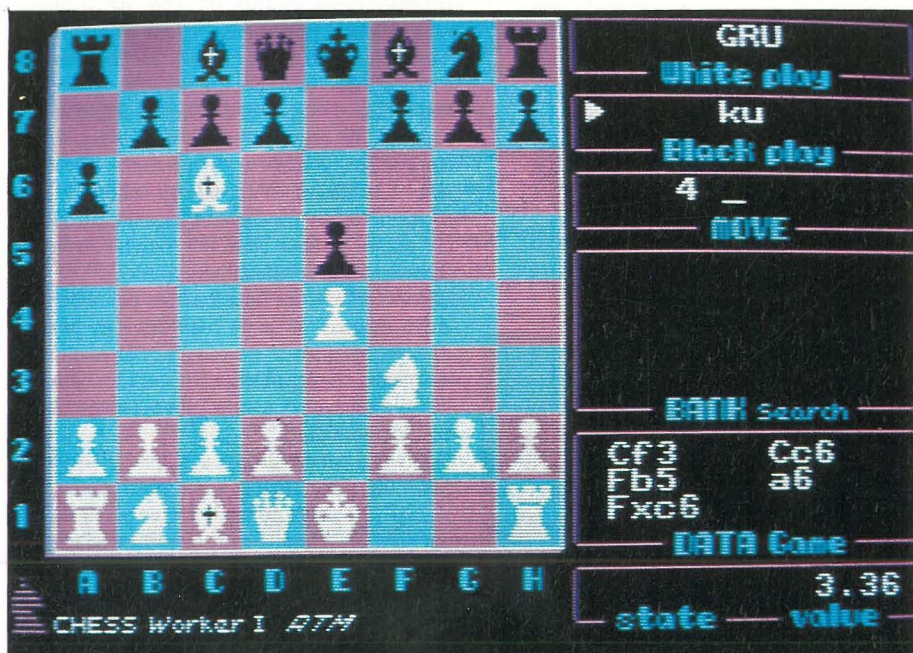 8
7
6
5
4
3
2
1
A B C D E F G H
CHESS Worker I ATM
GRU
White play
ku
Black play
4 _
MOVE
BANK Search
Cf3 Cc6
Fb5 a6
Fxc6
DATA Game
3.36
state value